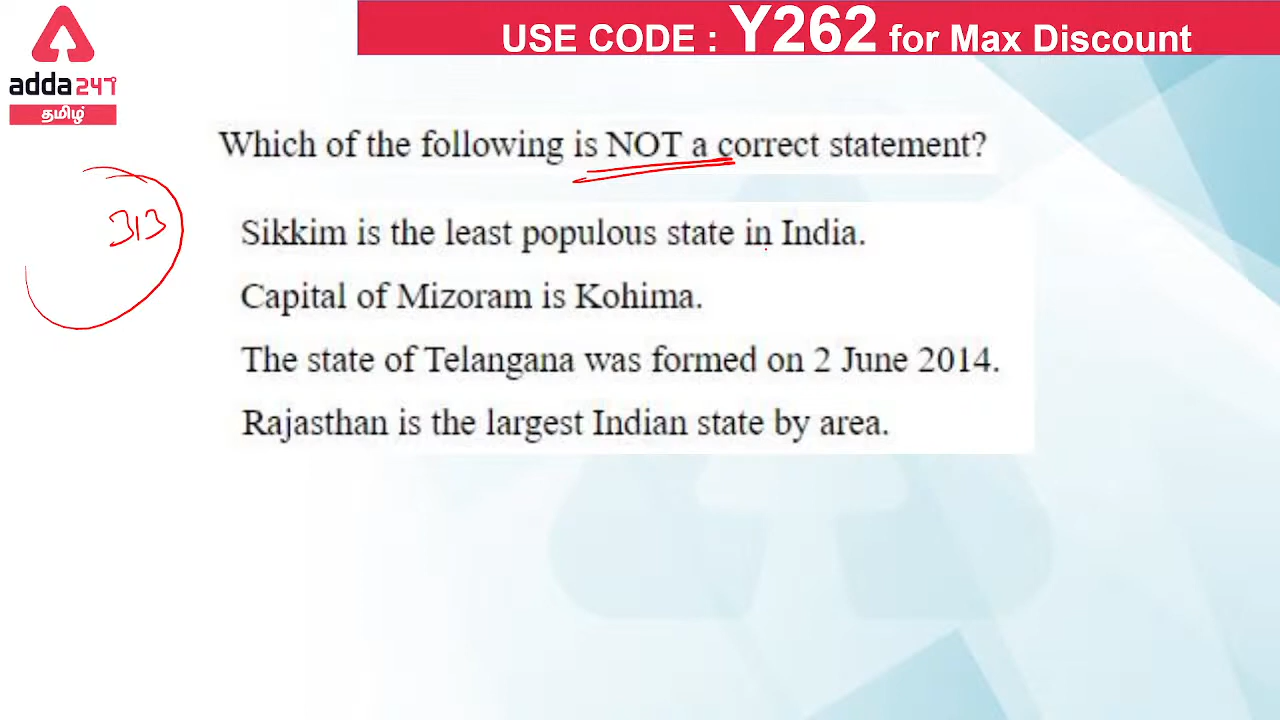 USE CODE : Y262 for Max Discount
adda247
தமிழ்
Which of the following is NOT a correct statement?
313
Sikkim is the least populous state in India.
Capital of Mizoram is Kohima.
The state of Telangana was formed on 2 June 2014.
Rajasthan is the largest Indian state by area.